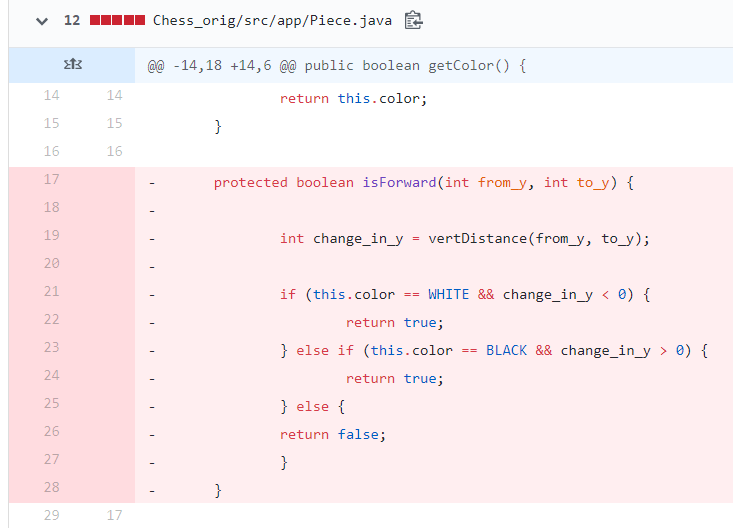 12 Chess_orig/src/app/Piece.java
@@ -14,18 +14,6 @@ public boolean getColor() {
14 14 return this.color;
15 15 }
16 16
17 - protected boolean isForward(int from_y, int to_y) {
18 -
19 - int change_in_y = vertDistance(from_y, to_y);
20 -
21 - if (this.color == WHITE && change_in_y < 0) {
22 - return true;
23 - } else if (this.color == BLACK && change_in_y > 0) {
24 - return true;
25 - } else {
26 - return false;
27 - }
28 - }
29 17